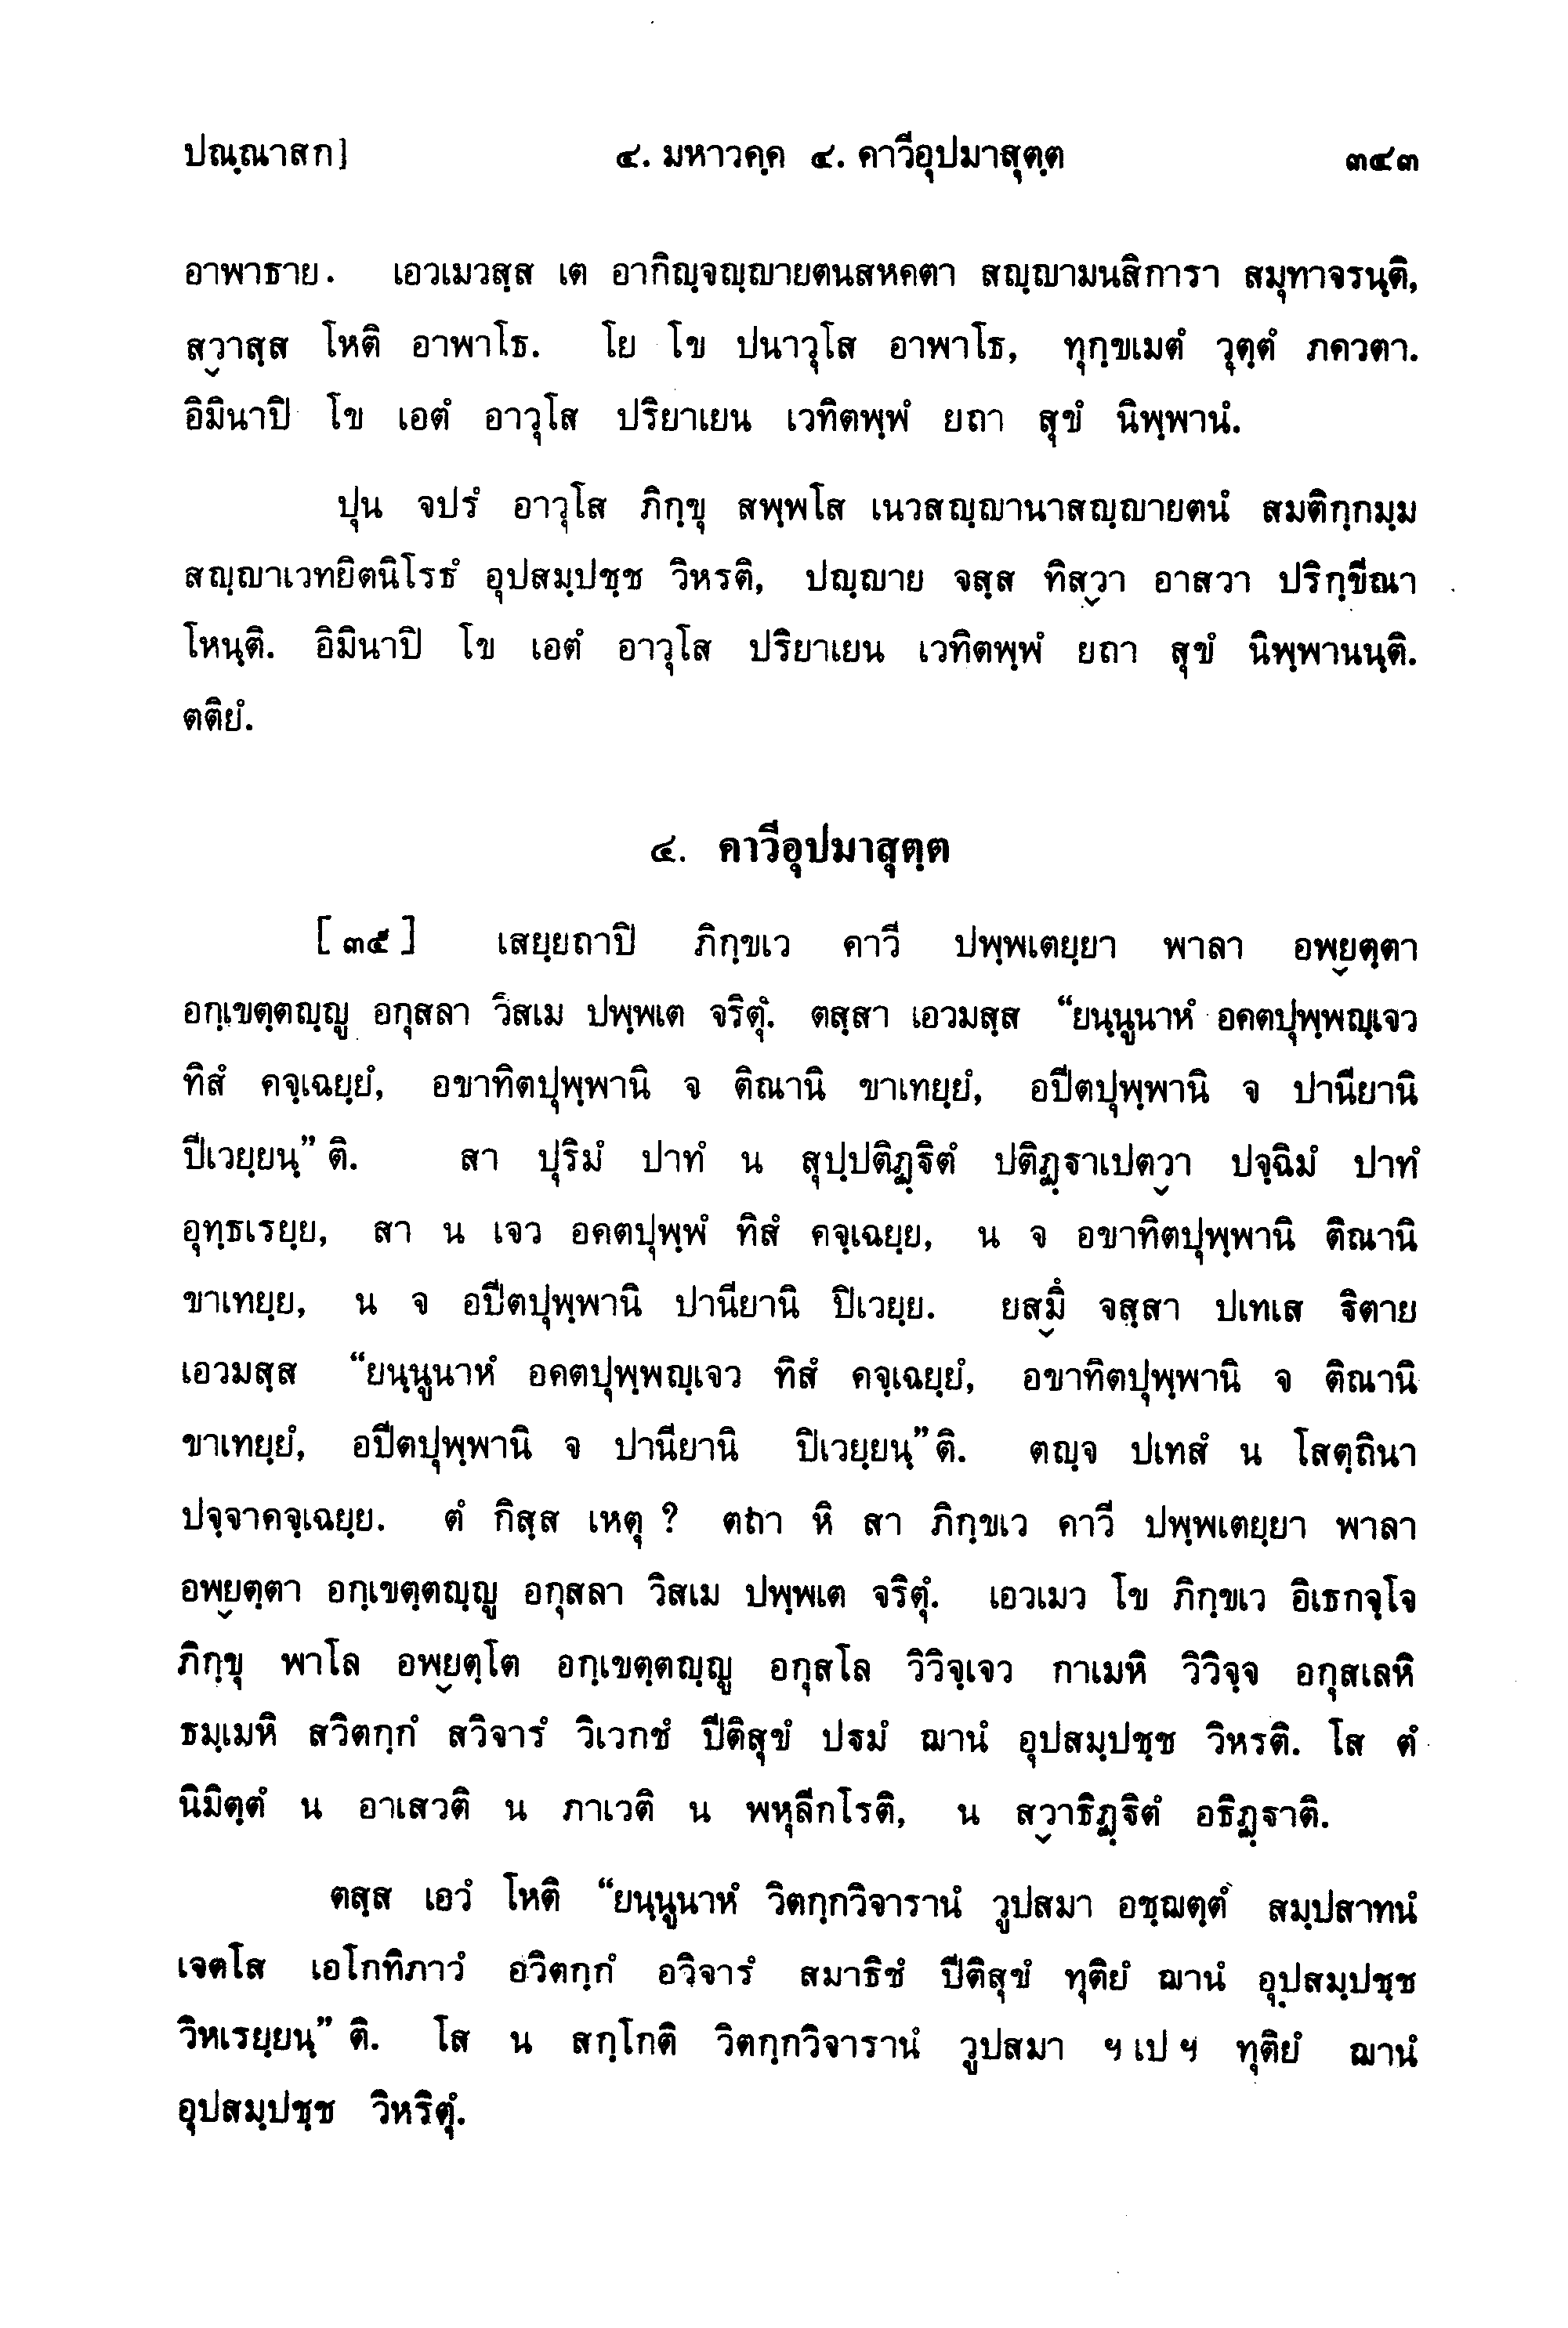 ปณฺณาสก]	๔. มหาวคฺค ๔. คาวีอุปมาสุตฺต	๓๔๓
อาพาธาย. เอวเมวสฺส เต อากิญฺจญฺญายตนสหคตา สญฺญามนสิการา สมุทาจรนฺติ,
สฺวาสฺส โหติ อาพาโธ. โย โข ปนาวุโส อาพาโธ, ทุกฺขเมตํ วุตฺตํ ภควตา.
อิมินาปิ โข เอตํ อาวุโส ปริยาเยน เวทิตพฺพํ ยถา สุขํ นิพฺพานํ.
ปุน จปรํ อาวุโส ภิกฺขุ สพฺพโส เนวสญฺญานาสญฺญายตนํ สมติกฺกมฺม
สญฺญาเวทยิตนิโรธํ อุปสมฺปชฺช วิหรติ, ปญฺญาย จสฺส ทิสฺวา อาสวา ปริกฺขีณา
โหนฺติ. อิมินาปิ โข เอตํ อาวุโส ปริยาเยน เวทิตพฺพํ ยถา สุขํ นิพฺพานนฺติ.
ตติยํ.
๔. คาวีอุปมาสุตฺต
[๓๕] เสยฺยถาปิ ภิกฺขเว คาวี ปพฺพเตยฺยา พาลา อพฺยตฺตา
อกฺเขตฺตญฺญู อกุสลา วิสเม ปพฺพเต จริตุํ. ตสฺสา เอวมสฺส “ยนฺนูนาหํ อคตปุพฺพญฺเจว
ทิสํ คจฺเฉยฺยํ, อขาทิตปุพฺพานิ จ ติณานิ ขาเทยฺยํ, อปีตปุพฺพานิ จ ปานียานิ
ปีเวยฺยนฺ” ติ. สา ปุริมํ ปาทํ น สุปฺปติฏฺฐิตํ ปติฏฺฐาเปตฺวา ปจฺฉิมํ ปาทํ
อุทฺธเรยฺย, สา น เจว อคตปุพฺพํ ทิสํ คจฺเฉยฺย, น จ อขาทิตปุพฺพานิ ติณานิ
ขาเทยฺย, น จ อปีตปุพฺพานิ ปานียานิ ปิเวยฺย. ยสฺมึ จสฺสา ปเทเส ฐิตาย
เอวมสฺส “ยนฺนูนาหํ อคตปุพฺพญฺเจว ทิสํ คจฺเฉยฺยํ, อขาทิตปุพฺพานิ จ ติณานิ
ขาเทยฺยํ, อปีตปุพฺพานิ จ ปานียานิ ปิเวยฺยนฺ”ติ. ตญฺจ ปเทสํ น โสตฺถินา
ปจฺจาคจฺเฉยฺย. ตํ กิสฺส เหตุ ? ตถา หิ สา ภิกฺขเว คาวี ปพฺพเตยฺยา พาลา
อพฺยตฺตา อกฺเขตฺตญฺญู อกุสลา วิสเม ปพฺพเต จริตุํ. เอวเมว โข ภิกฺขเว อิเธกจฺโจ
ภิกฺขุ พาโล อพฺยตฺโต อกฺเขตฺตญฺญู อกุสโล วิวิจฺเจว กาเมหิ วิวิจฺจ อกุสเลหิ
ธมฺเมหิ สวิตกฺกํ สวิจารํ วิเวกชํ ปีติสุขํ ปฐมํ ฌานํ อุปสมฺปชฺช วิหรติ. โส ตํ
นิมิตฺตํ น อาเสวติ น ภาเวติ น พหุลีกโรติ, น สฺวาธิฏฺฐิตํ อธิฏฺฐาติ.
ตสฺส เอวํ โหติ “ยนฺนูนาหํ วิตกฺกวิจารานํ วูปสมา อชฺฌตฺตํ สมฺปสาทนํ
เจตโส เอโกทิภาวํ อวิตกฺกํ อวิจารํ สมาธิชํ ปีติสุขํ ทุติยํ ฌานํ อุปสมฺปชฺช
วิหเรยฺยนฺ” ติ. โส น สกฺโกติ วิตกฺกวิจารานํ วูปสมา ฯ เป ฯ ทุติยํ ฌานํ
อุปสมฺปชฺช วิหริตุํ.